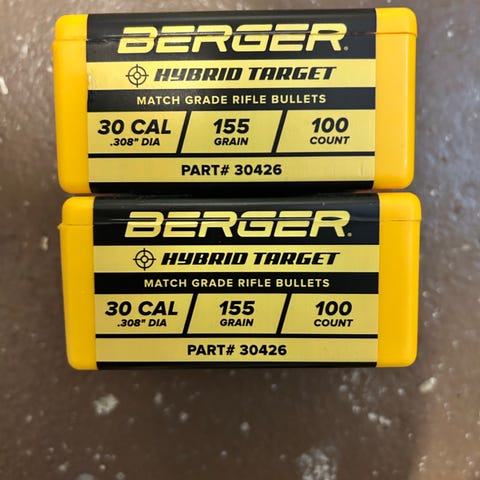 BERGER®
HYBRID TARGET
MATCH GRADE RIFLE BULLETS
30 CAL 155 100
.308" DIA GRAIN COUNT
PART# 30426
BERGER®
HYBRID TARGET
MATCH GRADE RIFLE BULLETS
30 CAL 155 100
.308" DIA GRAIN COUNT
PART# 30426